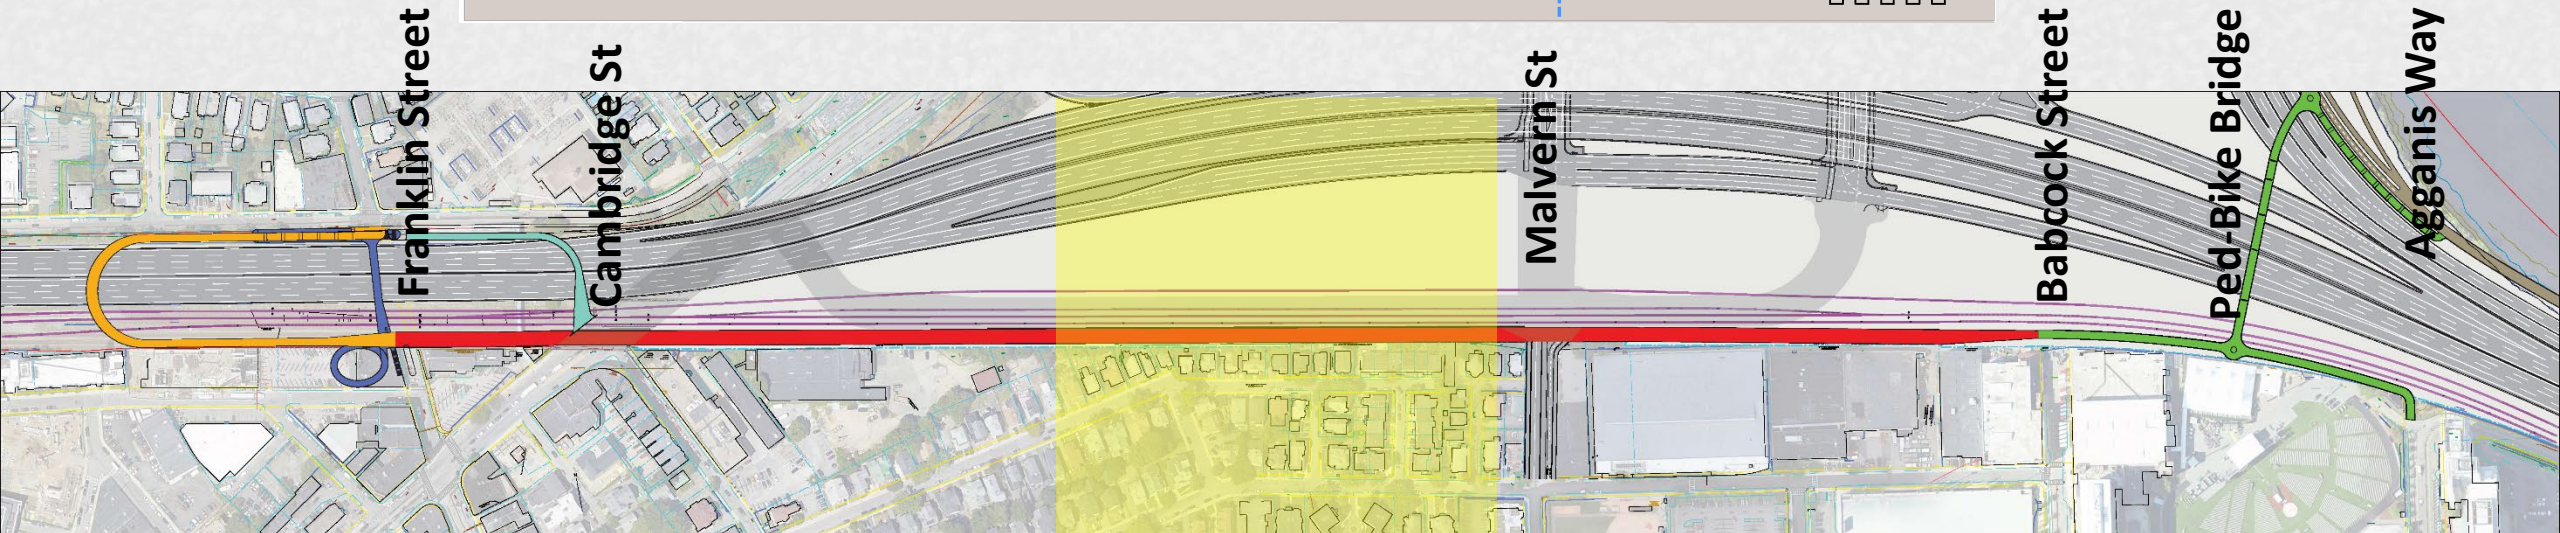 Franklin Street
Cambridge St
Malvern St
Babcock Street
Ped-Bike Bridge
Agganis Way